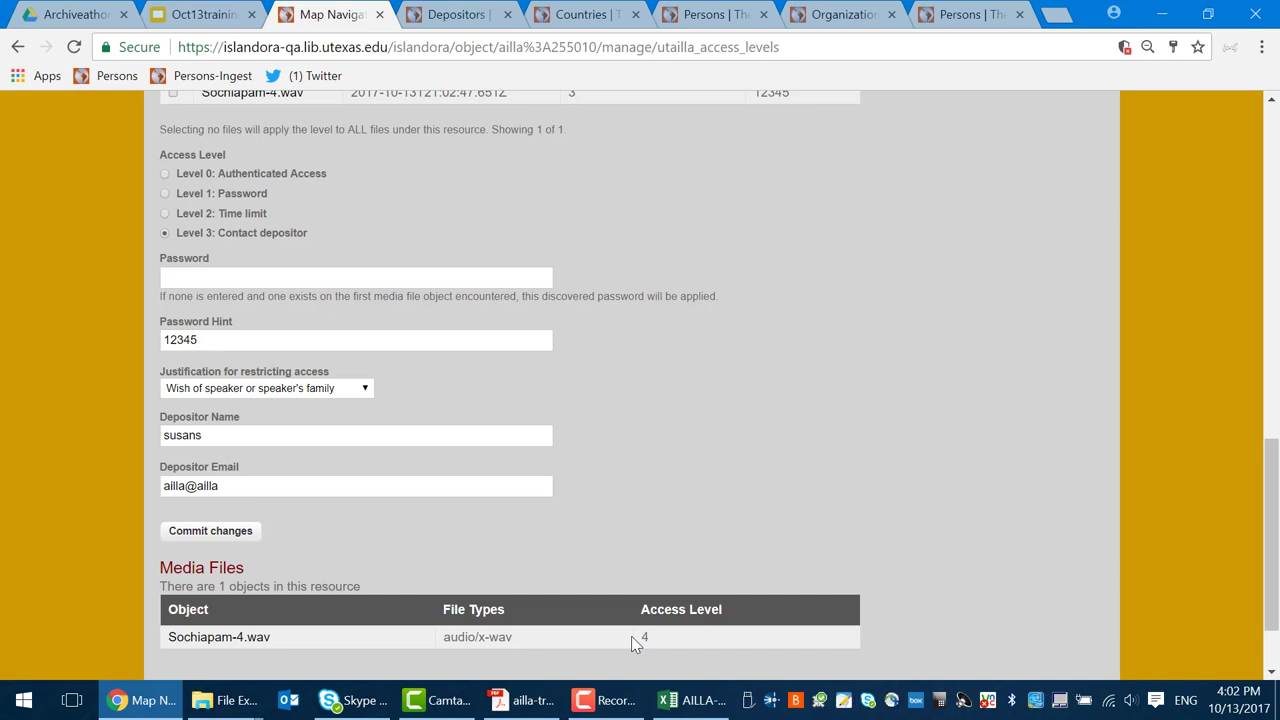 Archiveathon
Oct13trainin
Map Navigat
Depositors |
Countries | T
Persons | The
Organization
Persons | The
Secure
https://islandora-qa.lib.utexas.edu/islandora/object/ailla%3A255010/manage/utailla_access_levels
Apps
Persons
Persons-Ingest
(1) Twitter
Sochiapam-4.wav
2017-10-13T21:02:47.651Z
3
12345
Selecting no files will apply the level to ALL files under this resource. Showing 1 of 1.
Access Level
Level 0: Authenticated Access
Level 1: Password
Level 2: Time limit
Level 3: Contact depositor
Password
If none is entered and one exists on the first media file object encountered, this discovered password will be applied.
Password Hint
12345
Justification for restricting access
Wish of speaker or speaker's family
Depositor Name
susans
Depositor Email
ailla@ailla
Commit changes
Media Files
There are 1 objects in this resource
Object
File Types
Access Level
Sochiapam-4.wav
audio/x-wav
4
Map N...
File Ex...
Skype ...
Camta...
ailla-tr...
Recor...
AILLA-...
ENG
4:02 PM
10/13/2017